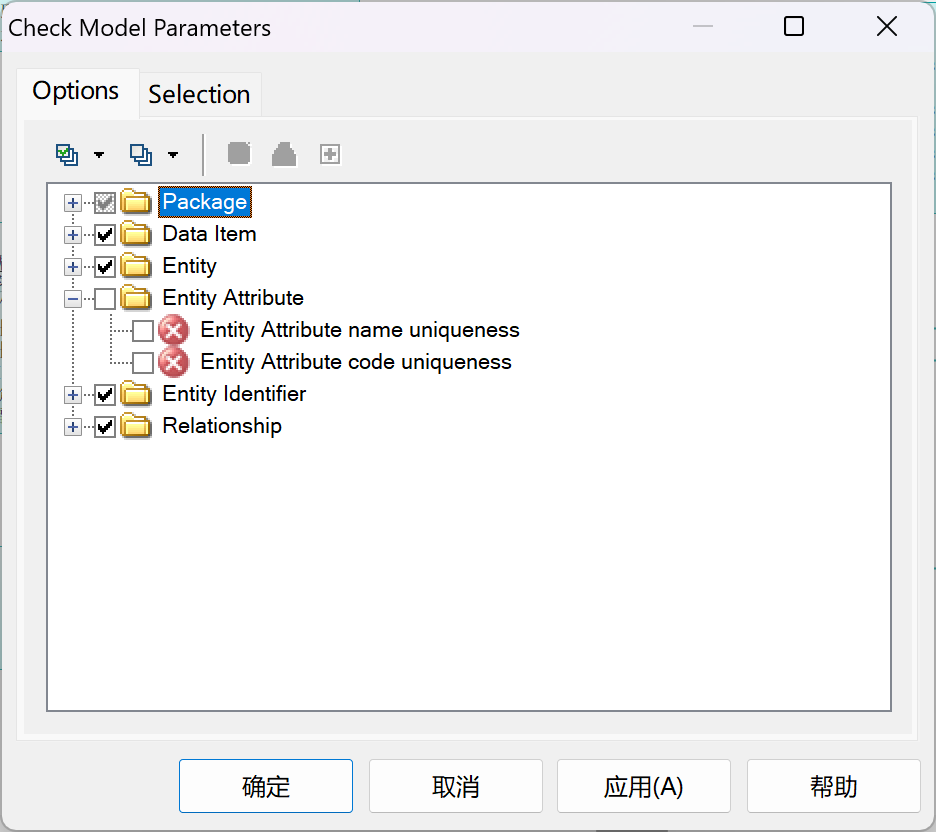 Check Model Parameters
Options
Selection
Package
Data Item
Entity
Entity Attribute
Entity Attribute name uniqueness
Entity Attribute code uniqueness
Entity Identifier
Relationship
确定
取消
应用(A)
帮助